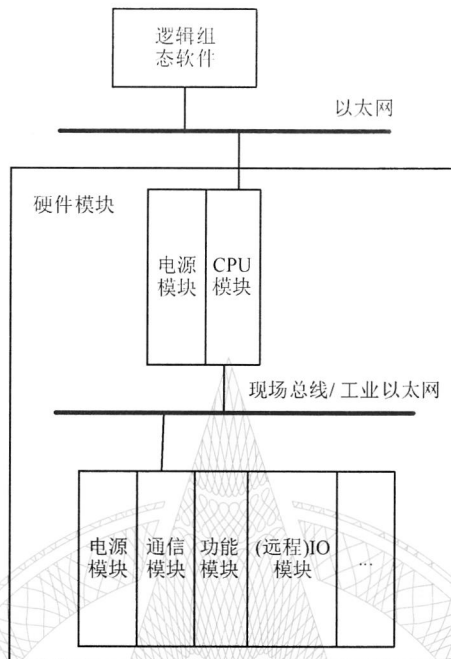 逻辑组
态软件
以太网
硬件模块
电源
模块
CPU
模块
现场总线/工业以太网
电源
模块
通信
模块
功能
模块
(远程)IO
模块
...